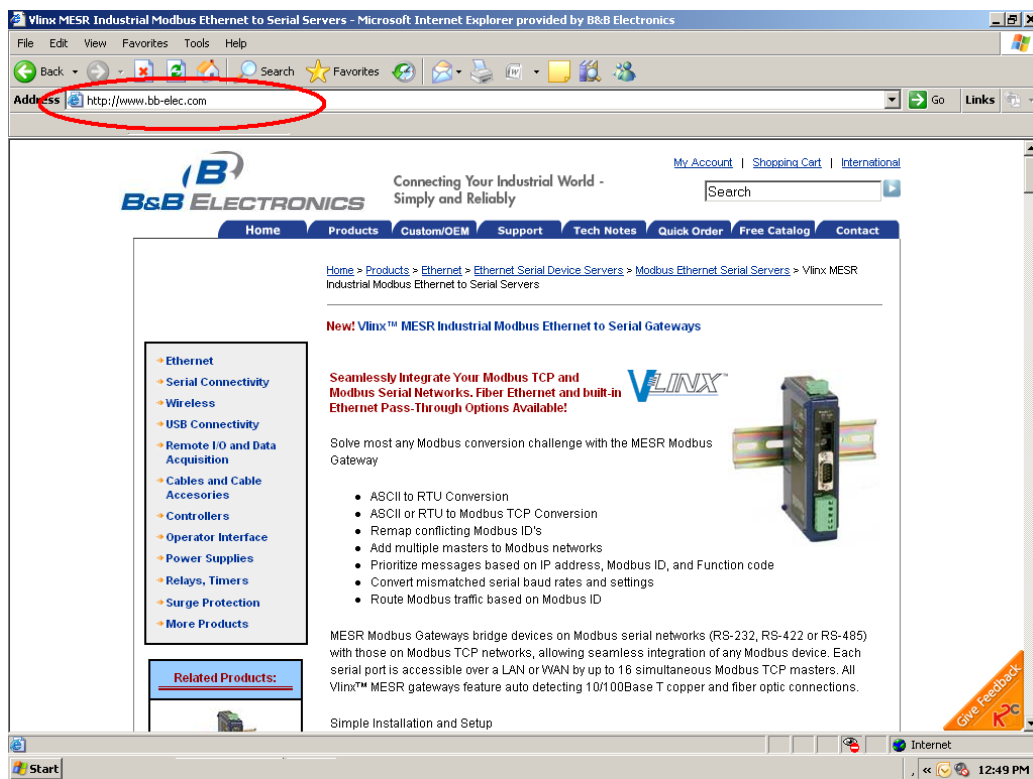 Vlinx MESR Industrial Modbus Ethernet to Serial Servers - Microsoft Internet Explorer provided by B&B Electronics
File Edit View Favorites Tools Help
Back Search Favorites
Address http://www.bb-elec.com Go Links
B
B&B ELECTRONICS
Connecting Your Industrial World -
Simply and Reliably
My Account | Shopping Cart | International
Search
Home Products Custom/OEM Support Tech Notes Quick Order Free Catalog Contact
Home > Products > Ethernet > Ethernet Serial Device Servers > Modbus Ethernet Serial Servers > Vlinx MESR
Industrial Modbus Ethernet to Serial Servers
New! Vlinx™ MESR Industrial Modbus Ethernet to Serial Gateways
Ethernet
Serial Connectivity
Wireless
USB Connectivity
Remote I/O and Data
Acquisition
Cables and Cable
Accesories
Controllers
Operator Interface
Power Supplies
Relays, Timers
Surge Protection
More Products
Related Products:
Seamlessly Integrate Your Modbus TCP and
Modbus Serial Networks. Fiber Ethernet and built-in
Ethernet Pass-Through Options Available!
VLINX™
Solve most any Modbus conversion challenge with the MESR Modbus
Gateway
● ASCII to RTU Conversion
● ASCII or RTU to Modbus TCP Conversion
● Remap conflicting Modbus ID's
● Add multiple masters to Modbus networks
● Prioritize messages based on IP address, Modbus ID, and Function code
● Convert mismatched serial baud rates and settings
● Route Modbus traffic based on Modbus ID
MESR Modbus Gateways bridge devices on Modbus serial networks (RS-232, RS-422 or RS-485)
with those on Modbus TCP networks, allowing seamless integration of any Modbus device. Each
serial port is accessible over a LAN or WAN by up to 16 simultaneous Modbus TCP masters. All
Vlinx™ MESR gateways feature auto detecting 10/100Base T copper and fiber optic connections.
Simple Installation and Setup
Give Feedback
Internet
Start
12:49 PM